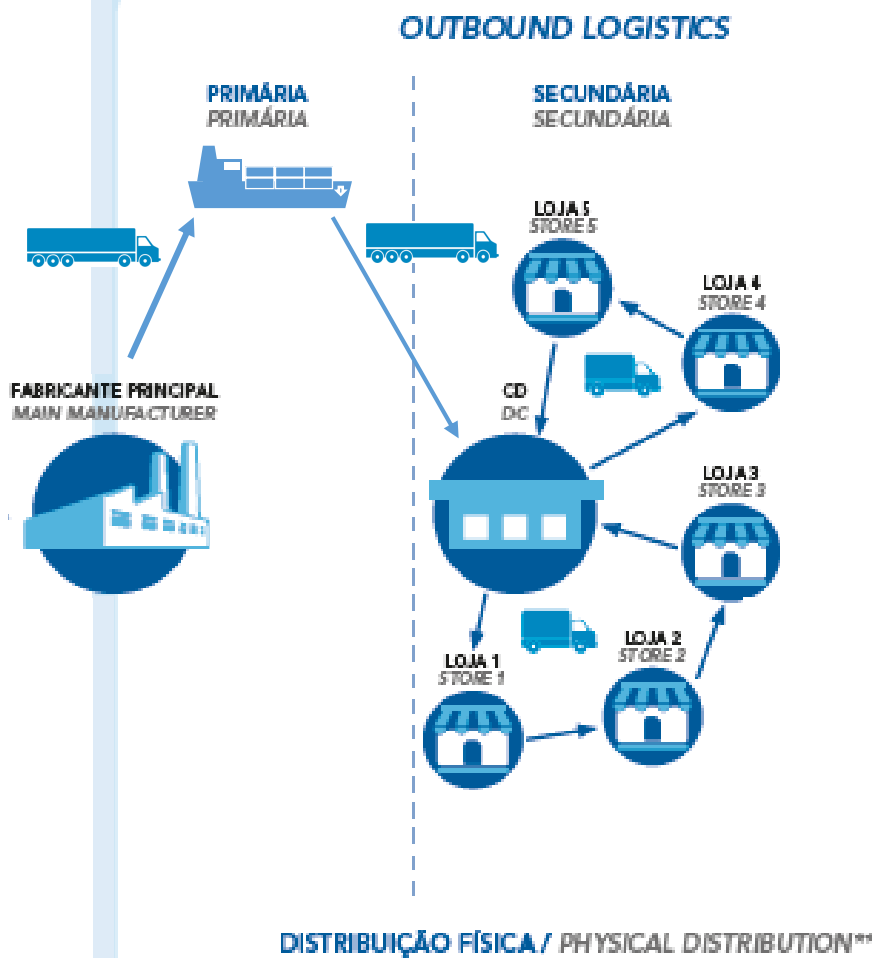 OUTBOUND LOGISTICS
PRIMÁRIA
PRIMÁRIA
SECUNDÁRIA
SECUNDÁRIA
LOJA 5
STORE 5
LOJA 4
STORE 4
FABRICANTE PRINCIPAL
MAIN MANUFACTURER
CD
DC
LOJA 3
STORE 3
LOJA 2
STORE 2
LOJA 1
STORE 1
DISTRIBUIÇÃO FÍSICA / PHYSICAL DISTRIBUTION**